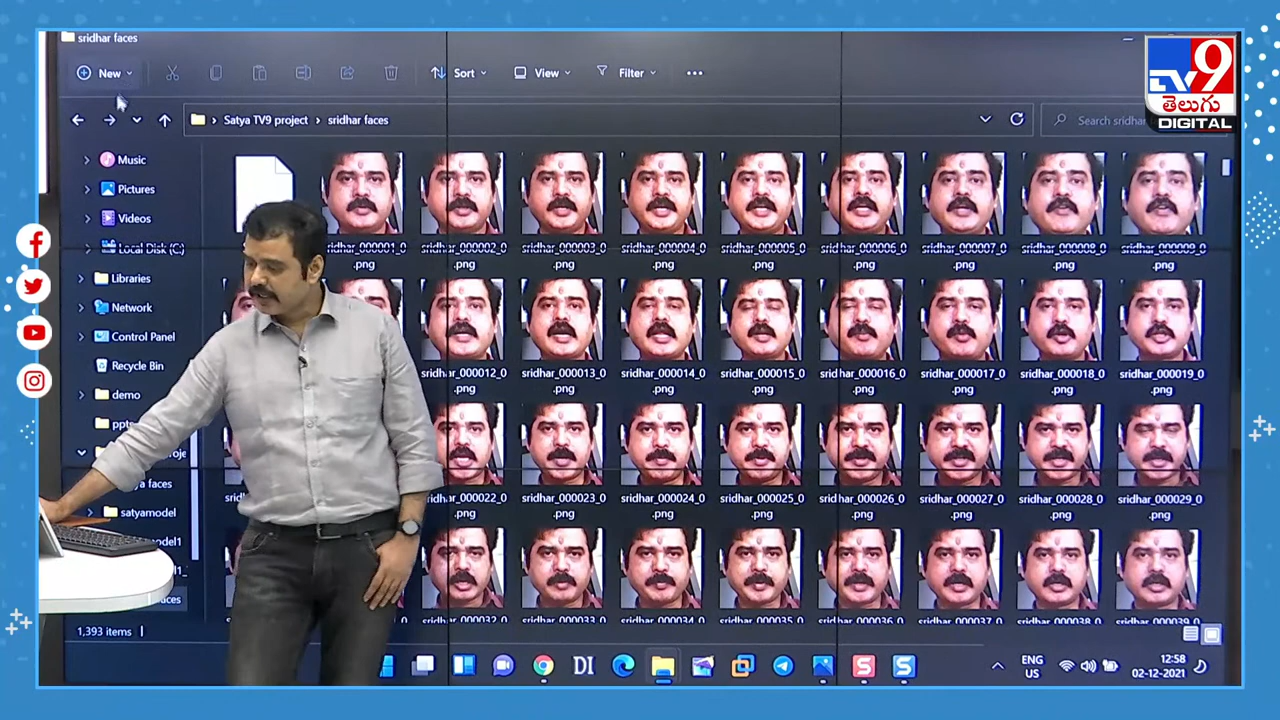 sridhar faces
New
Sort
View
Filter
Satya TV9 project > sridhar faces
Search sridhar
TV9
తెలుగు
DIGITAL
Music
Pictures
Videos
Local Disk (C:)
Libraries
Network
Control Panel
Recycle Bin
demo
faces
satyamodel
sridhar_000001_0.png
sridhar_000002_0.png
sridhar_000003_0.png
sridhar_000004_0.png
sridhar_000005_0.png
sridhar_000006_0.png
sridhar_000007_0.png
sridhar_000008_0.png
sridhar_000009_0.png
sridhar_000012_0.png
sridhar_000013_0.png
sridhar_000014_0.png
sridhar_000015_0.png
sridhar_000016_0.png
sridhar_000017_0.png
sridhar_000018_0.png
sridhar_000019_0.png
sridhar_000022_0.png
sridhar_000023_0.png
sridhar_000024_0.png
sridhar_000025_0.png
sridhar_000026_0.png
sridhar_000027_0.png
sridhar_000028_0.png
sridhar_000029_0.png
1,393 items
DI
ENG
US
12:58
02-12-2021